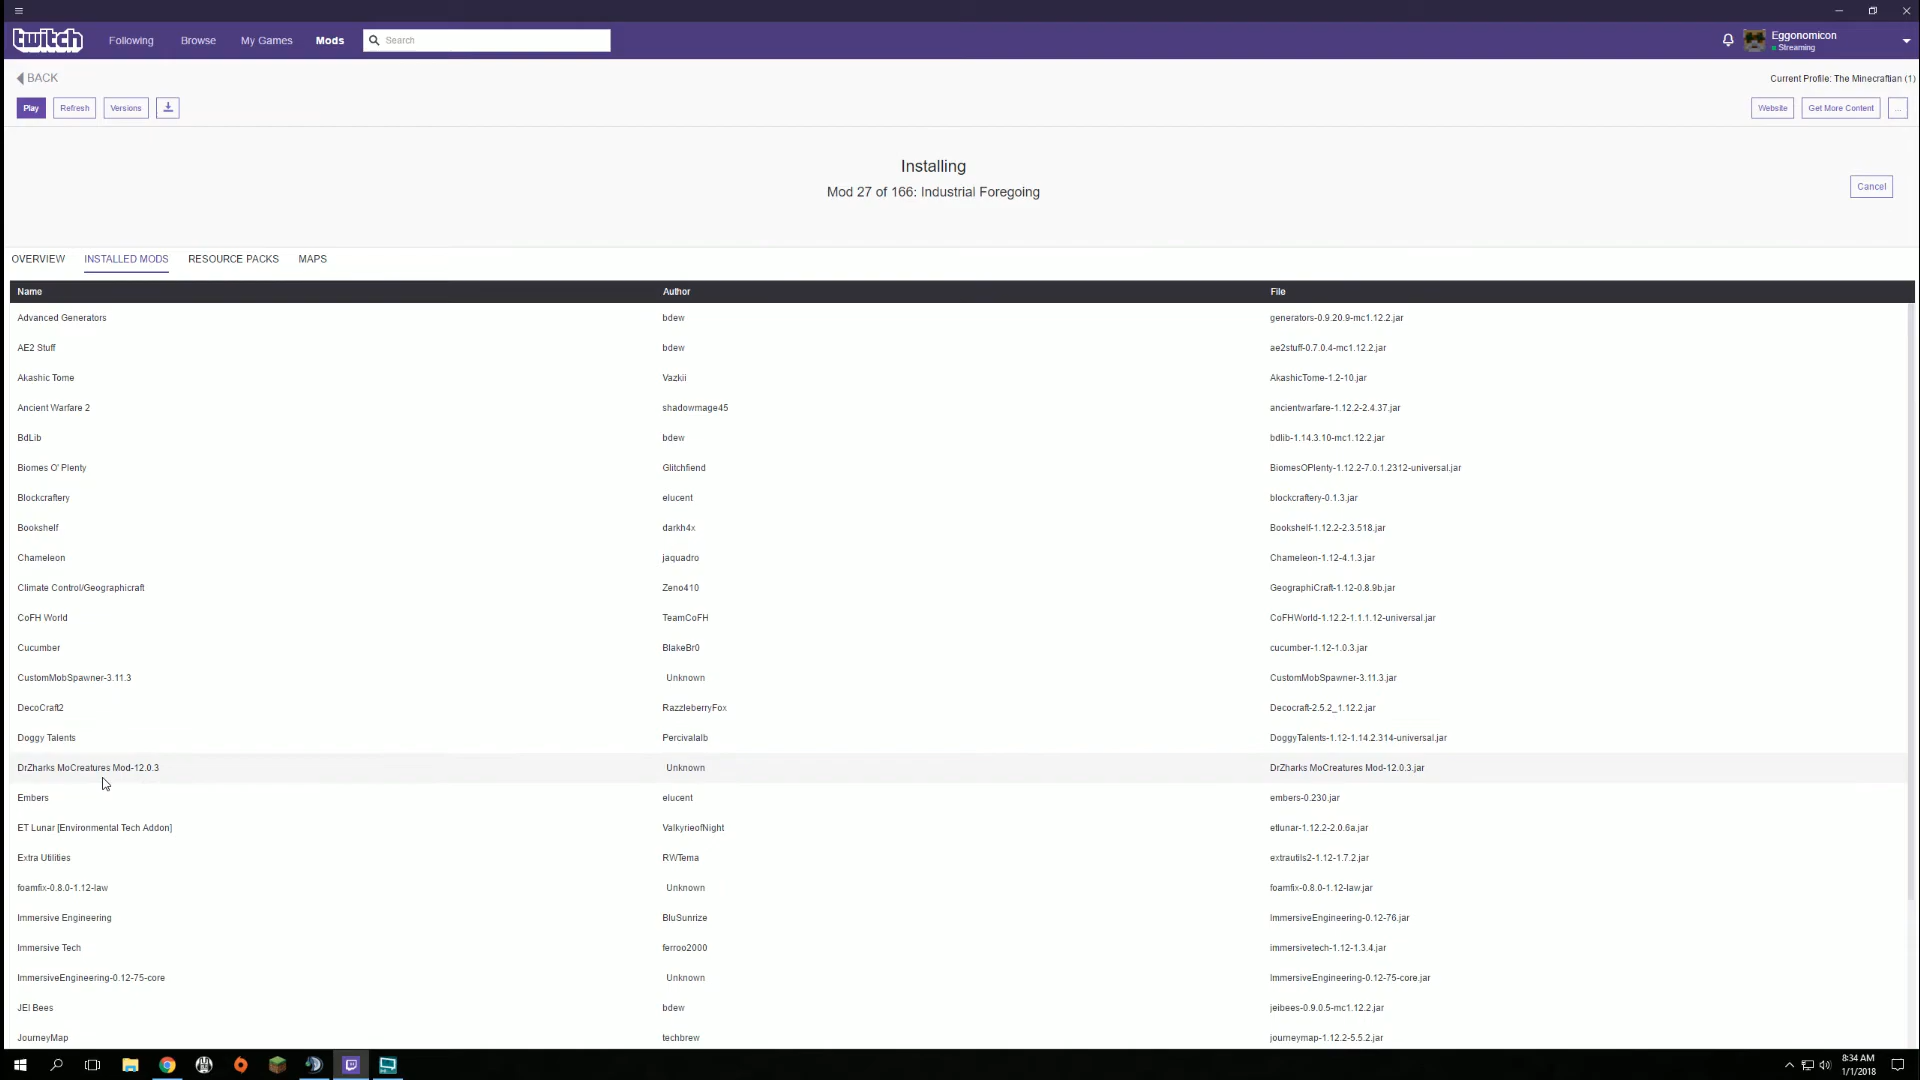 twitch Following Browse My Games Mods Search Eggonomicon
Streaming
BACK Current Profile: The Minecraftian (1)
Play Refresh Versions Website Get More Content ...
Installing
Mod 27 of 166: Industrial Foregoing Cancel
OVERVIEW INSTALLED MODS RESOURCE PACKS MAPS
Name Author File
Advanced Generators bdew generators-0.9.20.9-mc1.12.2.jar
AE2 Stuff bdew ae2stuff-0.7.0.4-mc1.12.2.jar
Akashic Tome Vazkii AkashicTome-1.2-10.jar
Ancient Warfare 2 shadowmage45 ancientwarfare-1.12.2-2.4.37.jar
BdLib bdew bdlib-1.14.3.10-mc1.12.2.jar
Biomes O' Plenty Glitchfiend BiomesOPlenty-1.12.2-7.0.1.2312-universal.jar
Blockcraftery elucent blockcraftery-0.1.3.jar
Bookshelf darkh4x Bookshelf-1.12.2-2.3.518.jar
Chameleon jaquadro Chameleon-1.12-4.1.3.jar
Climate Control/Geographicraft Zeno410 GeographiCraft-1.12-0.8.9b.jar
CoFH World TeamCoFH CoFHWorld-1.12.2-1.1.1.12-universal.jar
Cucumber BlakeBr0 cucumber-1.12-1.0.3.jar
CustomMobSpawner-3.11.3 Unknown CustomMobSpawner-3.11.3.jar
DecoCraft2 RazzleberryFox Decocraft-2.5.2_1.12.2.jar
Doggy Talents Percivalalb DoggyTalents-1.12-1.14.2.314-universal.jar
DrZharks MoCreatures Mod-12.0.3 Unknown DrZharks MoCreatures Mod-12.0.3.jar
Embers elucent embers-0.230.jar
ET Lunar [Environmental Tech Addon] ValkyrieofNight etlunar-1.12.2-2.0.6a.jar
Extra Utilities RWTema extrautils2-1.12-1.7.2.jar
foamfix-0.8.0-1.12-law Unknown foamfix-0.8.0-1.12-law.jar
Immersive Engineering BluSunrize ImmersiveEngineering-0.12-76.jar
Immersive Tech ferroo2000 immersivetech-1.12-1.3.4.jar
ImmersiveEngineering-0.12-75-core Unknown ImmersiveEngineering-0.12-75-core.jar
JEI Bees bdew jeibees-0.9.0.5-mc1.12.2.jar
JourneyMap techbrew journeymap-1.12.2-5.5.2.jar
8:34 AM
1/1/2018